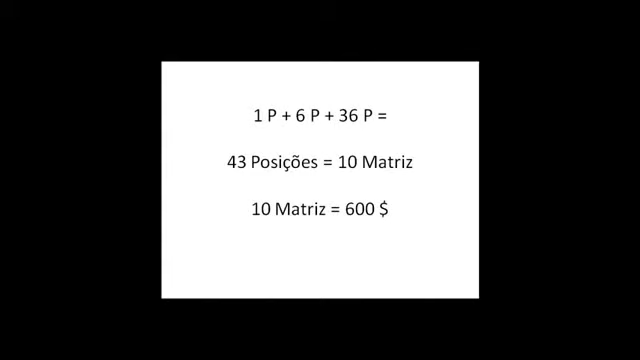 1 P + 6 P + 36 P =
43 Posições = 10 Matriz
10 Matriz = 600 $